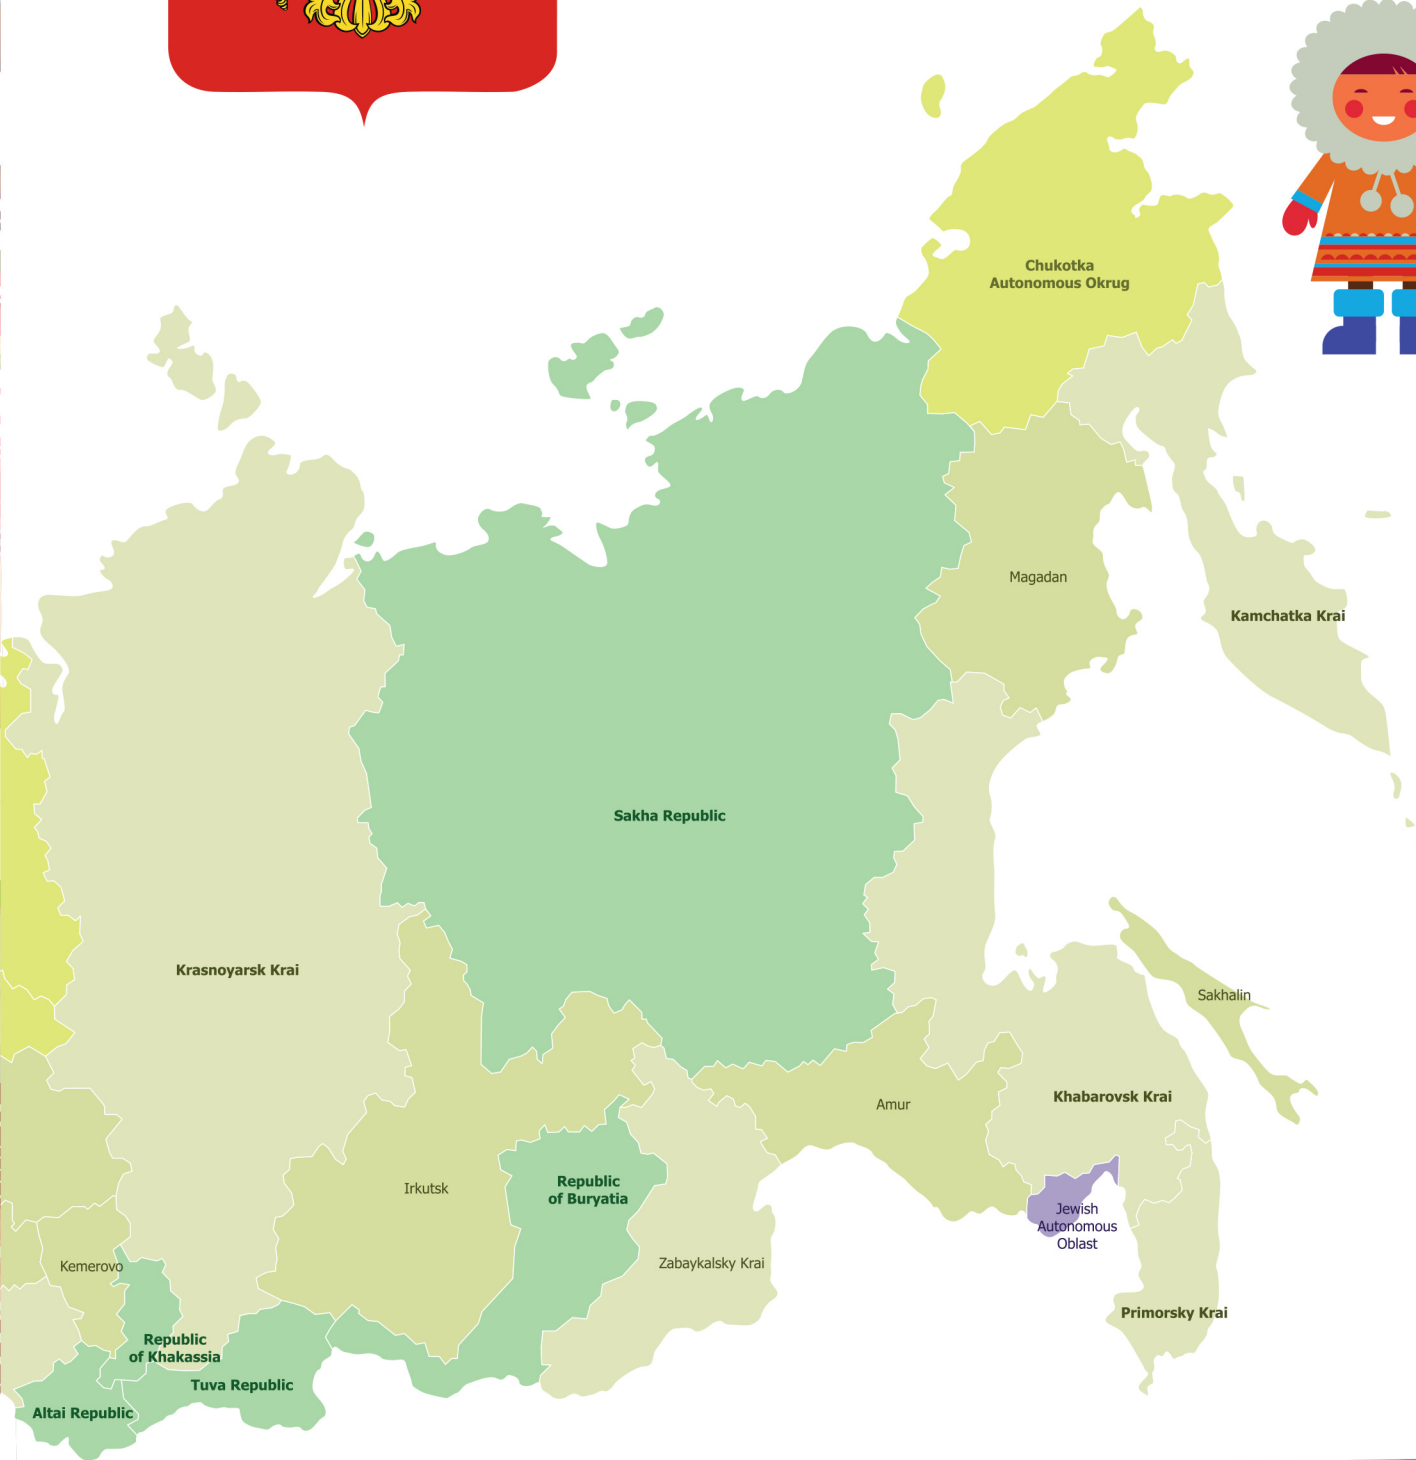 Chukotka
Autonomous Okrug
Magadan
Kamchatka Krai
Sakha Republic
Krasnoyarsk Krai
Sakhalin
Khabarovsk Krai
Amur
Irkutsk
Republic
of Buryatia
Jewish
Autonomous
Oblast
Zabaykalsky Krai
Kemerovo
Primorsky Krai
Republic
of Khakassia
Tuva Republic
Altai Republic